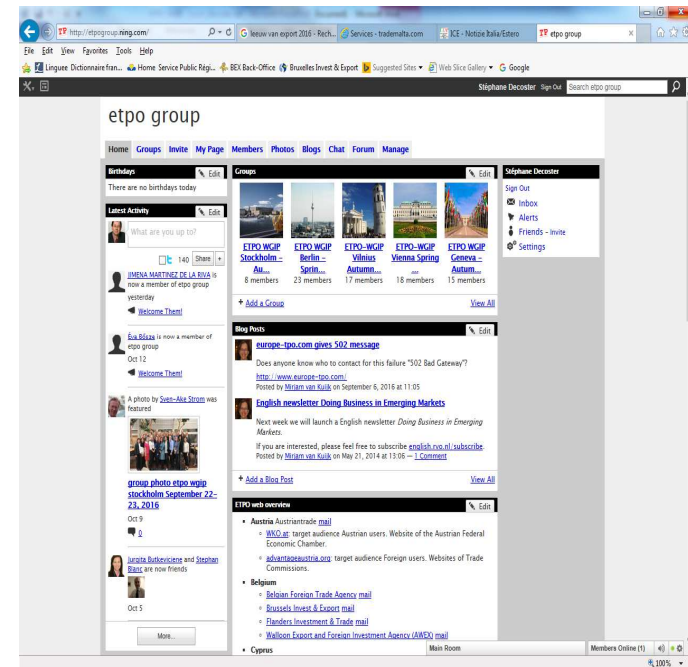 http://etpogroup.ning.com/
leeuw van export 2016 - Rech...
Services - trademalta.com
ICE - Notizie Italia/Estero
etpo group
File Edit View Favorites Tools Help
Linguee Dictionnaire fran...
Home Service Public Régi...
BEX Back-Office
Bruxelles Invest & Export
Suggested Sites
Web Slice Gallery
Google
Stéphane Decoster Sign Out Search etpo group
etpo group
Home Groups Invite My Page Members Photos Blogs Chat Forum Manage
Birthdays Edit
There are no birthdays today
Latest Activity Edit
What are you up to?
140 Share +
JIMENA MARTINEZ DE LA RIVA is
now a member of etpo group
yesterday
Welcome Them!
Éva Bősze is now a member of
etpo group
Oct 12
Welcome Them!
A photo by Sven-Åke Strom was
featured
group photo etpo wgip
stockholm September 22-
23, 2016
Oct 9
0
Jurgita Butkeviciene and Stephan
Blanc are now friends
Oct 5
More...
Groups Edit
ETPO WGIP
Stockholm -
Au...
8 members
ETPO WGIP
Berlin -
Sprin...
23 members
ETPO-WGIP
Vilnius
Autumn...
17 members
ETPO-WGIP
Vienna Spring
...
18 members
ETPO WGIP
Geneva -
Autum...
15 members
+ Add a Group View All
Blog Posts Edit
europe-tpo.com gives 502 message
Does anyone know who to contact for this failure "502 Bad Gateway"?
http://www.europe-tpo.com/
Posted by Miriam van Kuijk on September 6, 2016 at 11:05
English newsletter Doing Business in Emerging Markets
Next week we will launch a English newsletter Doing Business in Emerging
Markets.
If you are interested, please feel free to subscribe english.rvo.nl/subscribe.
Posted by Miriam van Kuijk on May 21, 2014 at 13:06 — 1 Comment
+ Add a Blog Post View All
ETPO web overview Edit
• Austria Austriantrade mail
◦ WKO.at: target audience Austrian users. Website of the Austrian Federal
Economic Chamber.
◦ advantageaustria.org: target audience Foreign users. Websites of Trade
Commissions.
• Belgium
◦ Belgian Foreign Trade Agency mail
◦ Brussels Invest & Export mail
◦ Flanders Investment & Trade mail
◦ Walloon Export and Foreign Investment Agency (AWEX) mail
• Cyprus
Stéphane Decoster
Sign Out
Inbox
Alerts
Friends - Invite
Settings
Main Room
Members Online (1)
100%